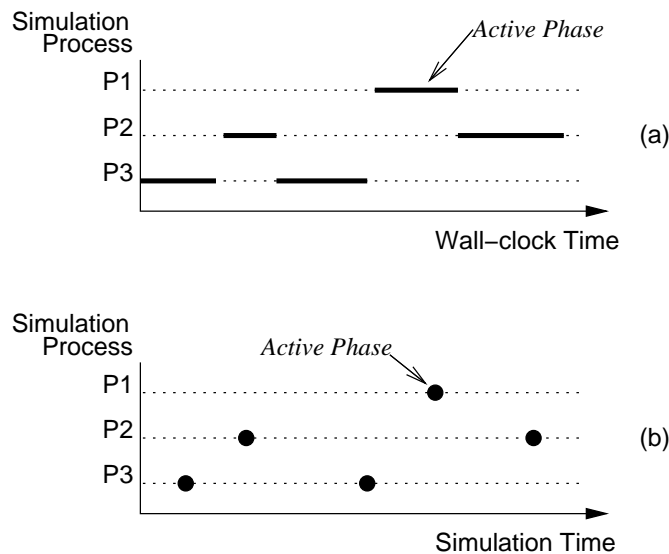 Simulation
Process
Active Phase
P1
P2
(a)
P3
Wall−clock Time
Simulation
Process
Active Phase
P1
P2
(b)
P3
Simulation Time